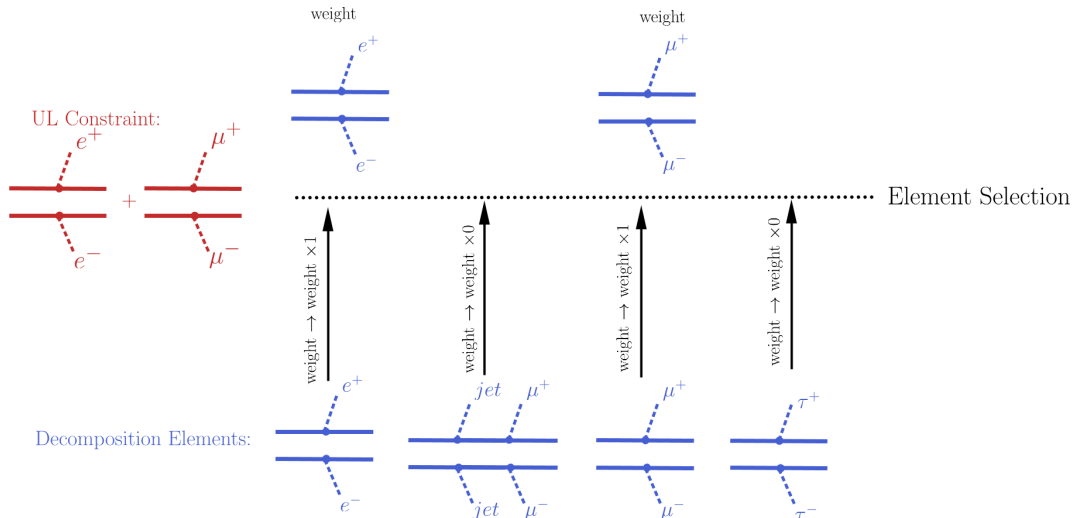 weight weight
e⁺ μ⁺
e⁻ μ⁻
UL Constraint:
e⁺ μ⁺
+
e⁻ μ⁻
Element Selection
weight → weight ×1
weight → weight ×0
weight → weight ×1
weight → weight ×0
Decomposition Elements:
e⁺ jet μ⁺ μ⁺ τ⁺
e⁻ jet μ⁻ μ⁻ τ⁻